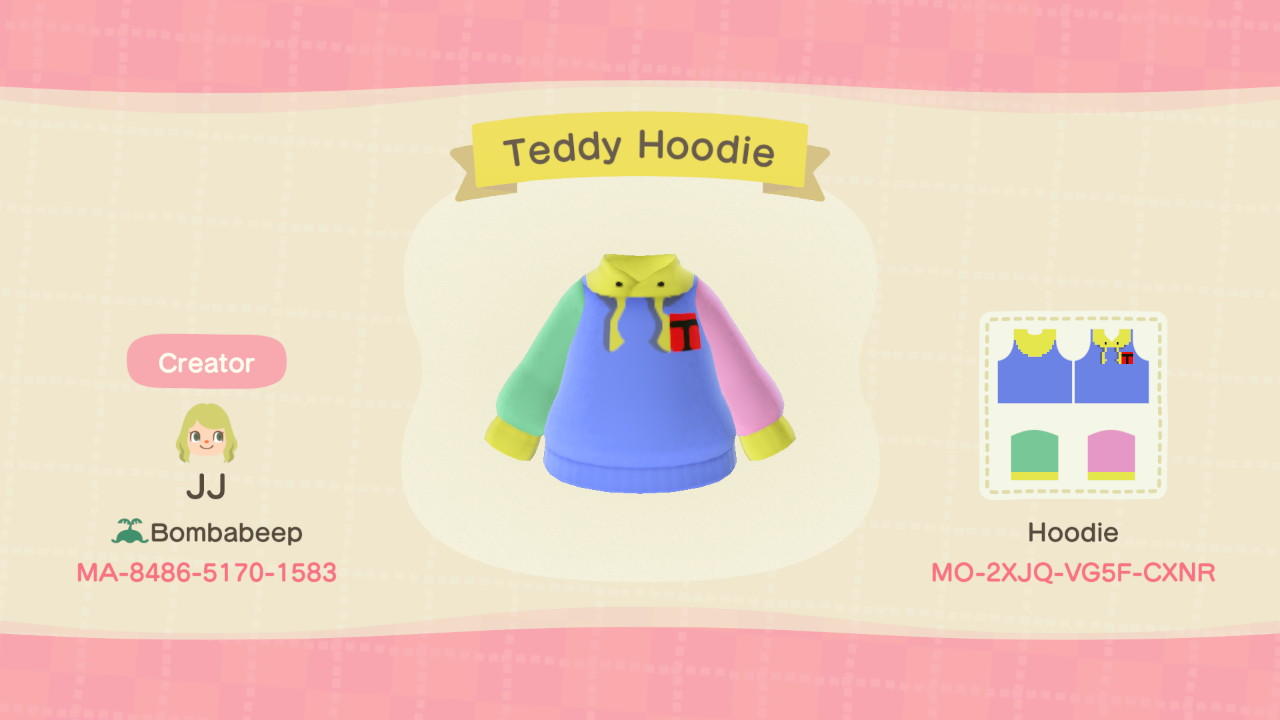 Teddy Hoodie
T
Creator
JJ
Bombabeep
MA-8486-5170-1583
Hoodie
MO-2XJQ-VG5F-CXNR